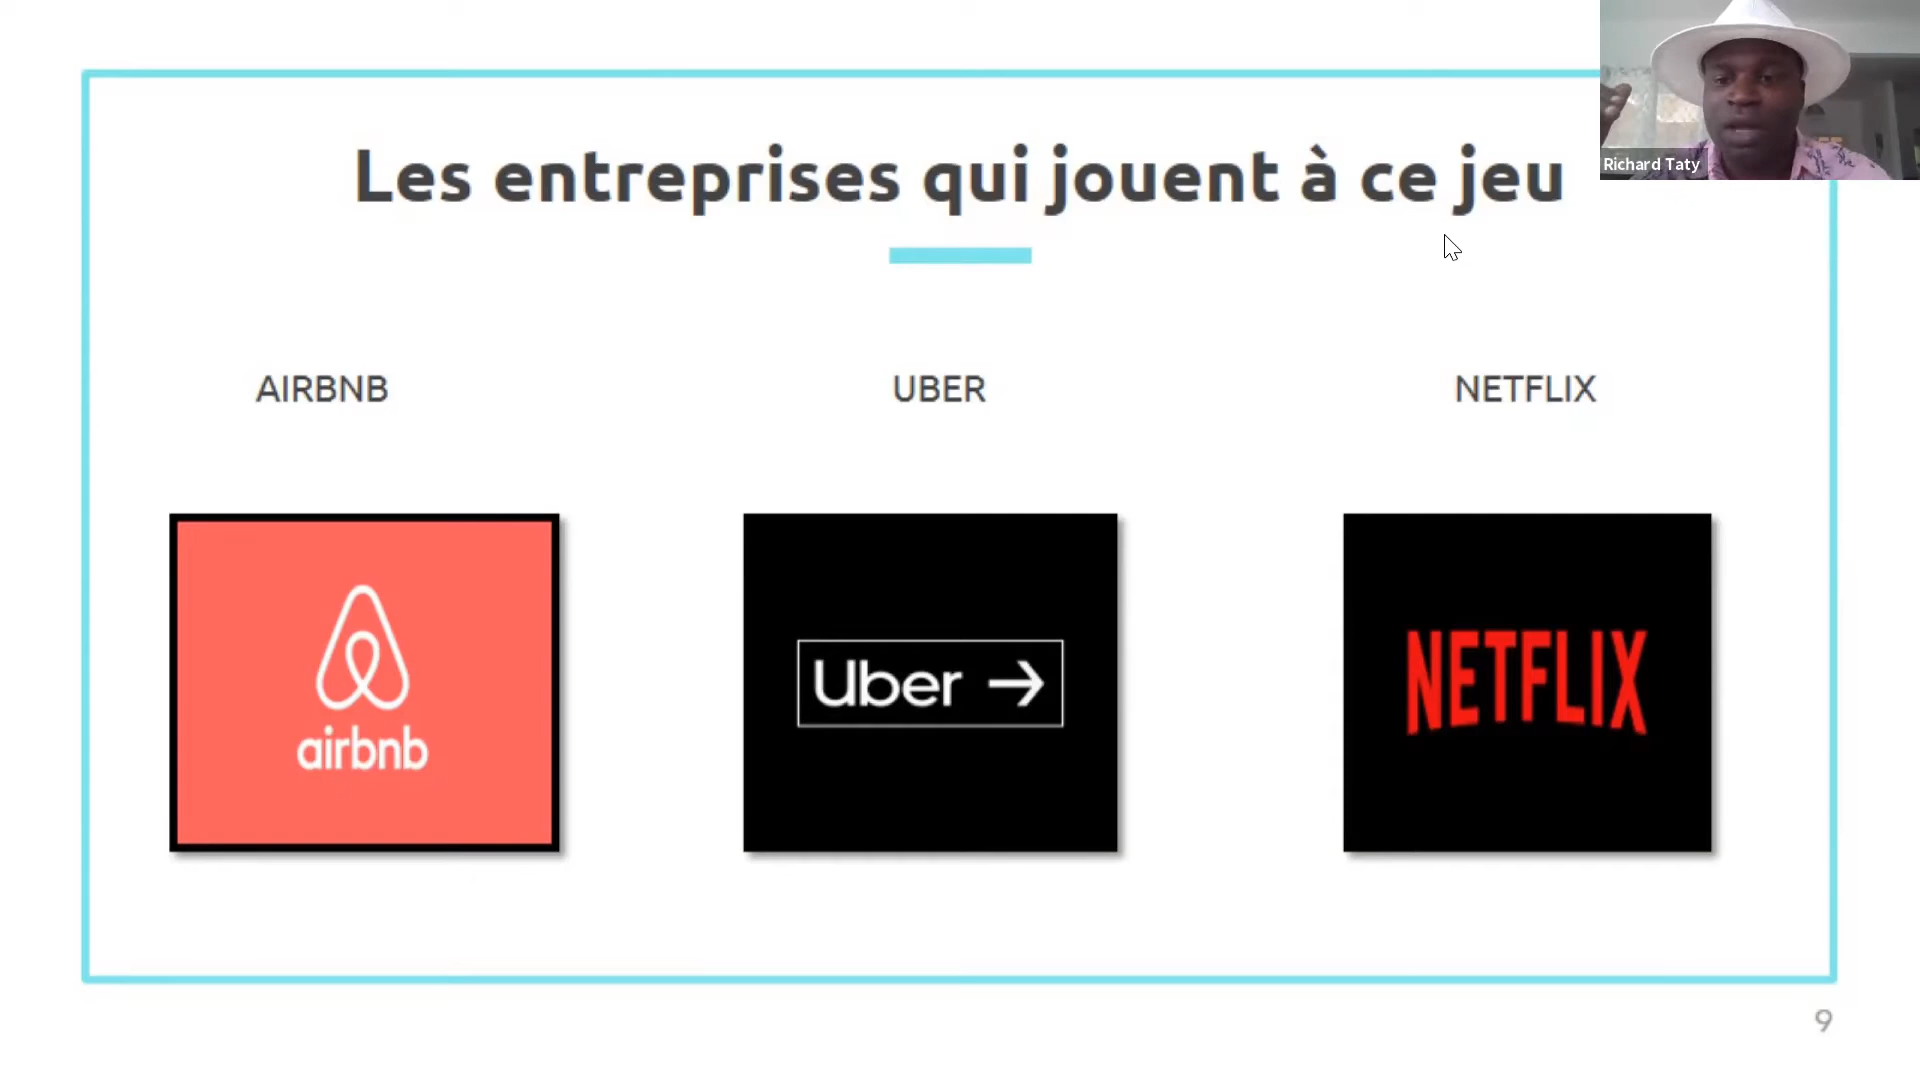 Richard Taty
Les entreprises qui jouent à ce jeu
AIRBNB
UBER
NETFLIX
airbnb
Uber →
NETFLIX
9